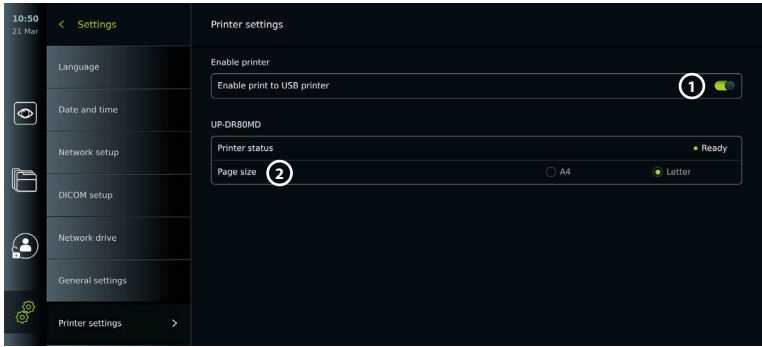 10:50
21 Mar
< Settings
Printer settings
Language
Date and time
Network setup
DICOM setup
Network drive
General settings
Printer settings >
Enable printer
Enable print to USB printer 1
UP-DR80MD
Printer status Ready
Page size 2 A4 Letter